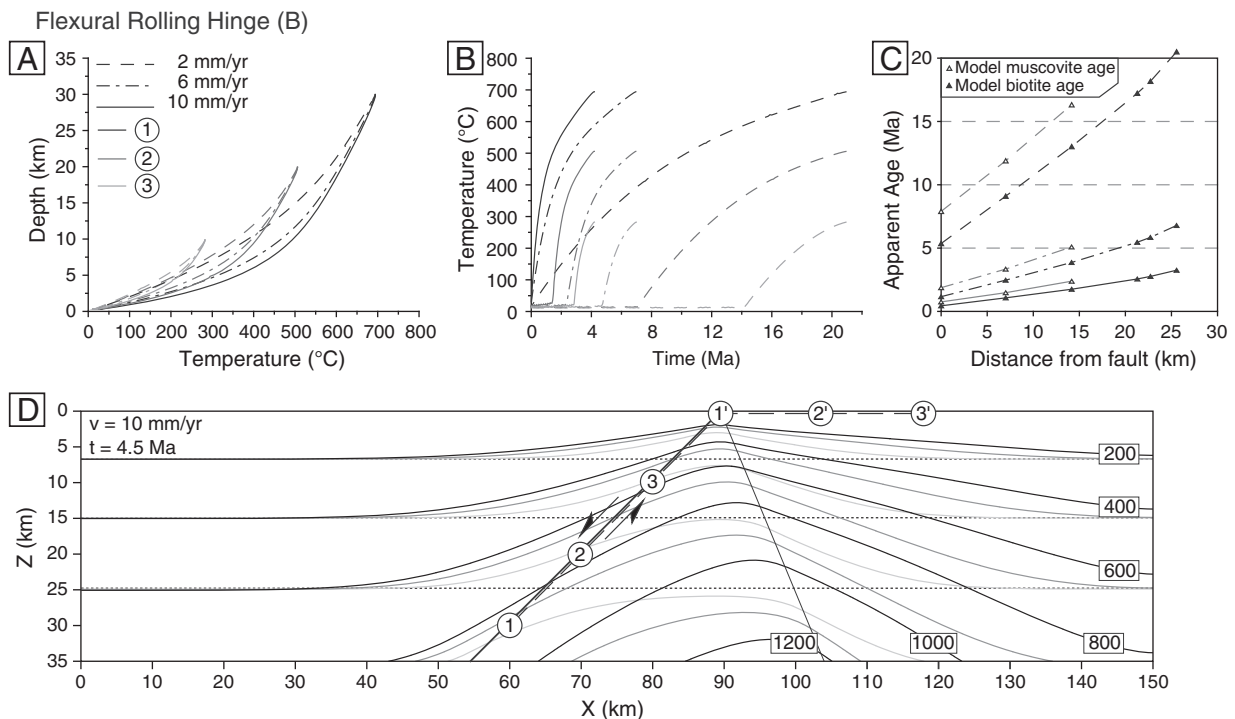 Flexural Rolling Hinge (B)
A
35
30
25
20
15
10
5
0
Depth (km)
2 mm/yr
6 mm/yr
10 mm/yr
1
2
3
0 100 200 300 400 500 600 700 800
Temperature (°C)
B
800
700
600
500
400
300
200
100
0
Temperature (°C)
0 4 8 12 16 20
Time (Ma)
C
20
15
10
5
0
Apparent Age (Ma)
Model muscovite age
Model biotite age
0 5 10 15 20 25 30
Distance from fault (km)
D
0
5
10
15
20
25
30
35
Z (km)
v = 10 mm/yr
t = 4.5 Ma
1' 2' 3'
3
2
1
200
400
600
1200 1000 800
0 10 20 30 40 50 60 70 80 90 100 110 120 130 140 150
X (km)